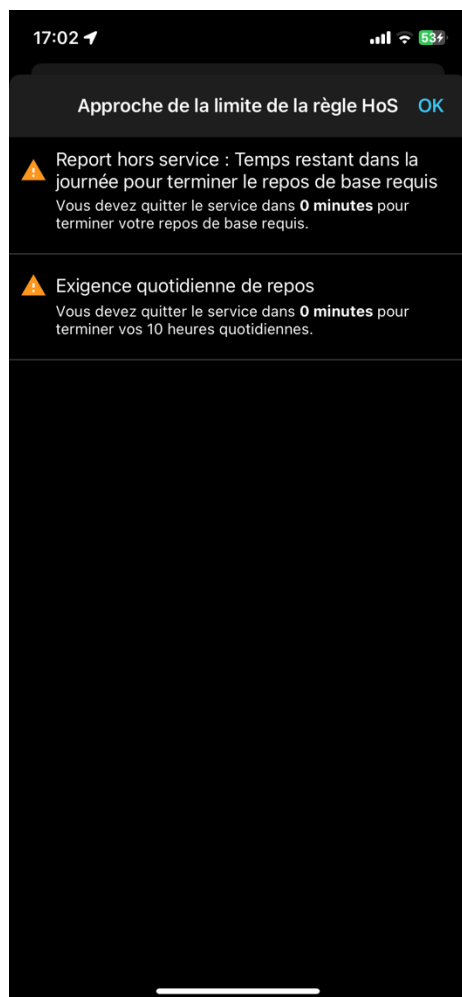 17:02
53
Approche de la limite de la règle HoS OK
Report hors service : Temps restant dans la
journée pour terminer le repos de base requis
Vous devez quitter le service dans 0 minutes pour
terminer votre repos de base requis.
Exigence quotidienne de repos
Vous devez quitter le service dans 0 minutes pour
terminer vos 10 heures quotidiennes.